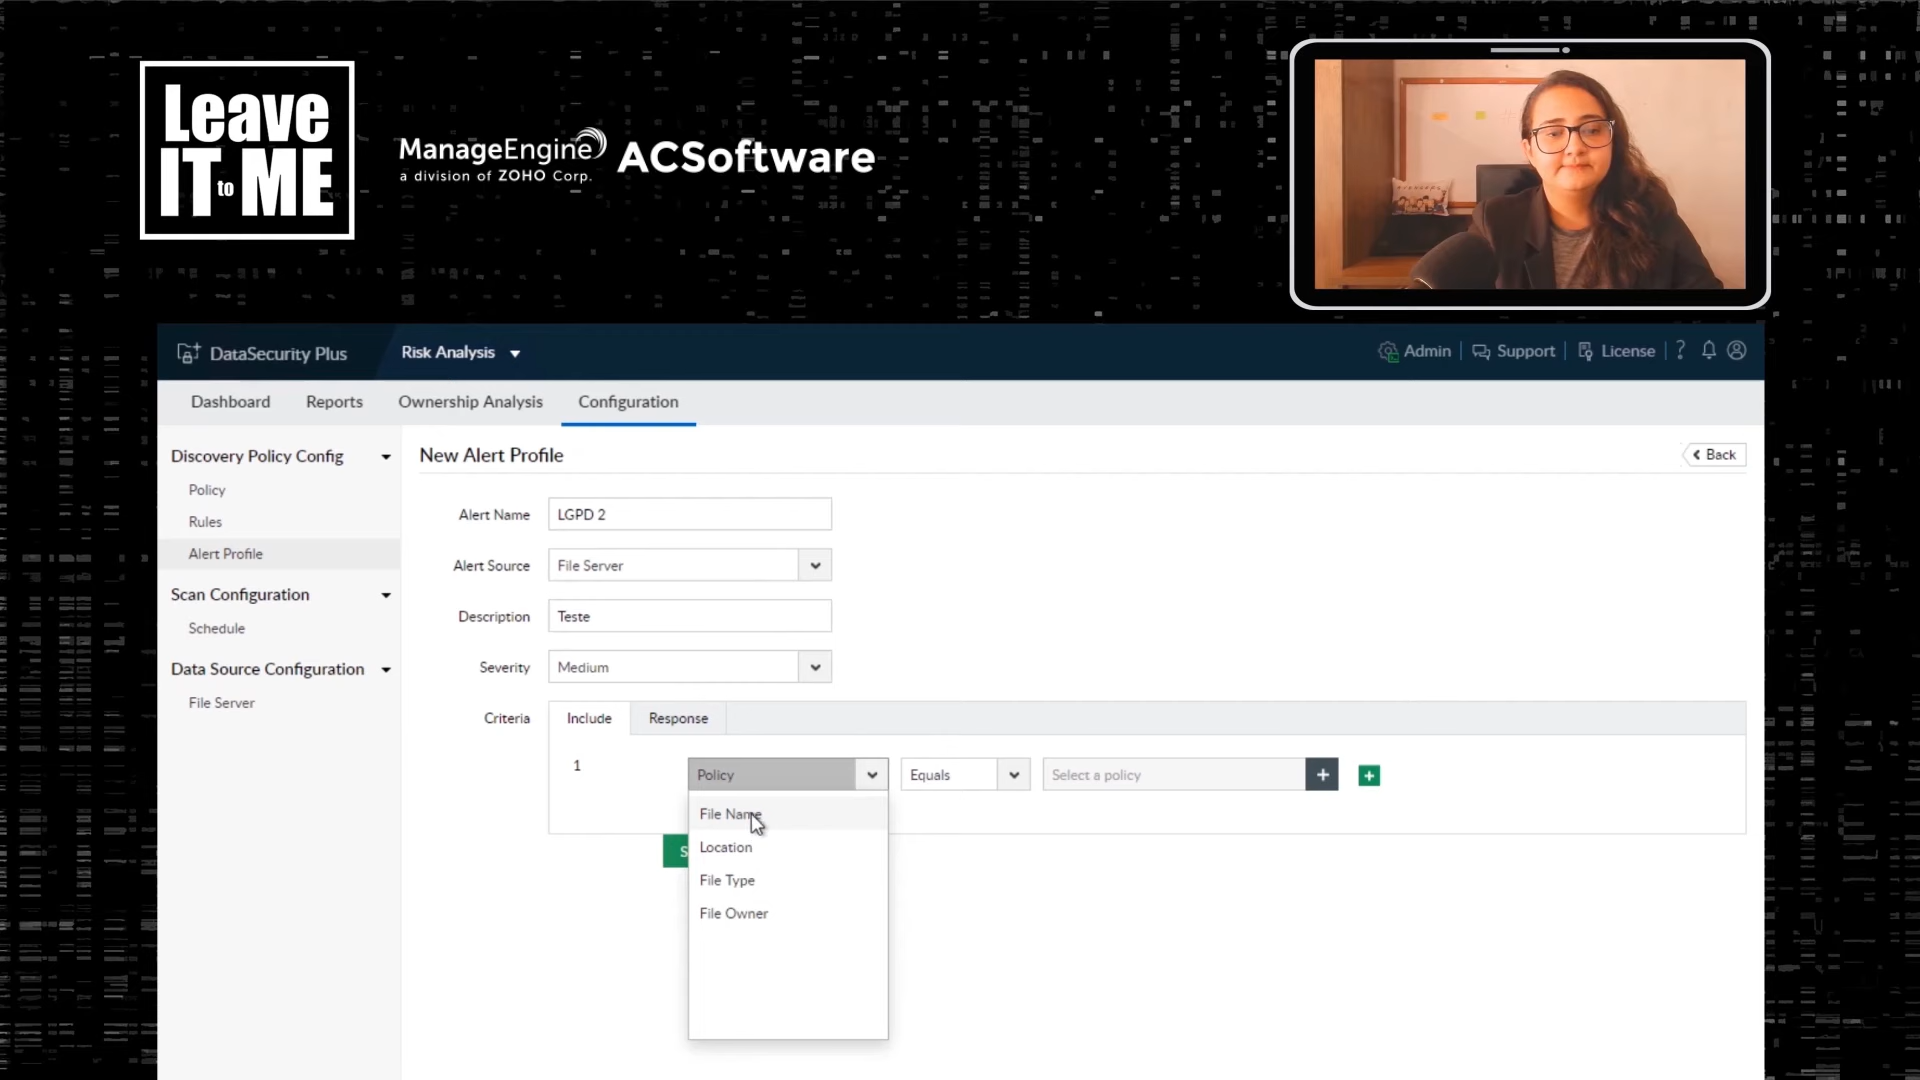 Leave
IT to ME
ManageEngine
a division of ZOHO Corp.
ACSoftware
DataSecurity Plus
Risk Analysis
Admin
Support
License
?
Dashboard
Reports
Ownership Analysis
Configuration
Discovery Policy Config
Policy
Rules
Alert Profile
Scan Configuration
Schedule
Data Source Configuration
File Server
New Alert Profile
Back
Alert Name
LGPD 2
Alert Source
File Server
Description
Teste
Severity
Medium
Criteria
Include
Response
1
Policy
Equals
Select a policy
File Name
Location
File Type
File Owner
S